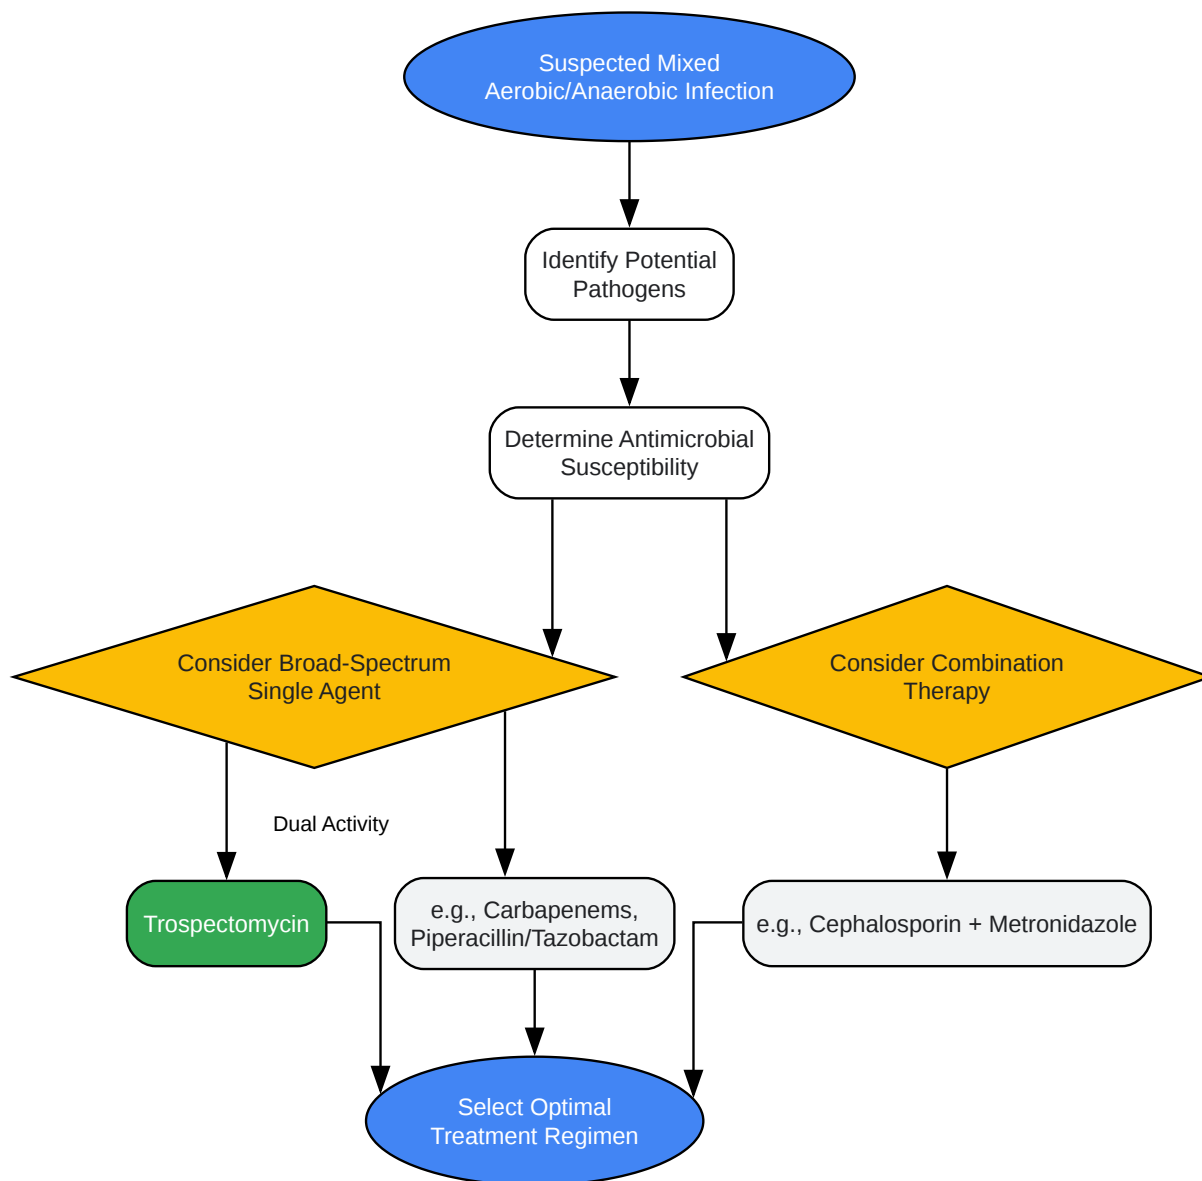 Suspected Mixed
Aerobic/Anaerobic Infection
Identify Potential
Pathogens
Determine Antimicrobial
Susceptibility
Consider Broad-Spectrum
Single Agent
Consider Combination
Therapy
Dual Activity
Trospectomycin
e.g., Carbapenems,
Piperacillin/Tazobactam
e.g., Cephalosporin + Metronidazole
Select Optimal
Treatment Regimen